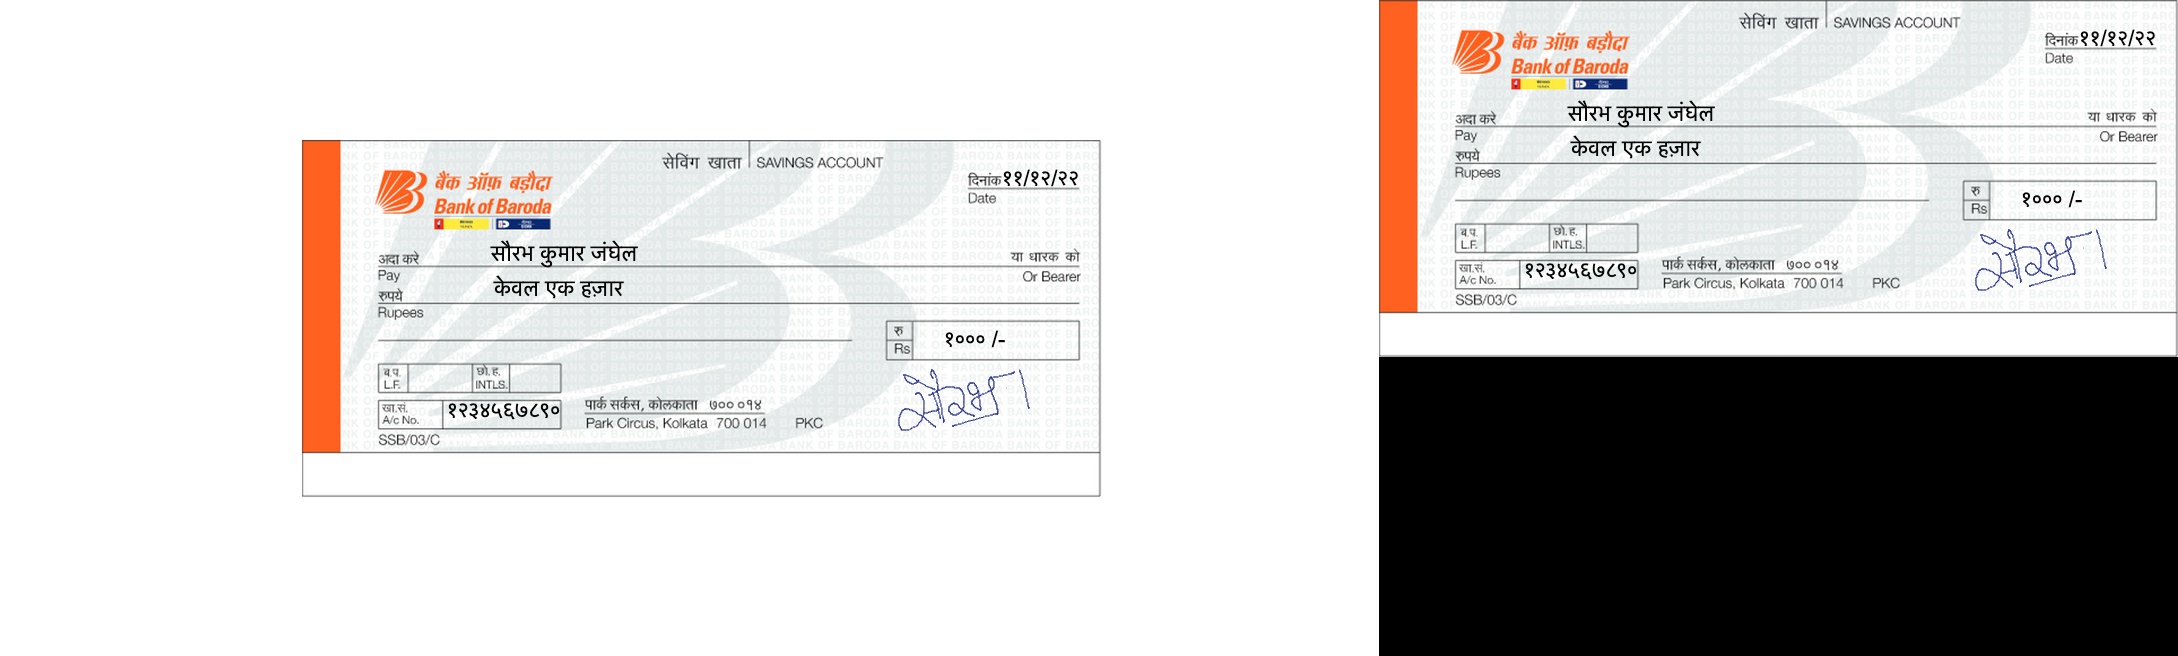 सेविंग खाता | SAVINGS ACCOUNT
बैंक ऑफ़ बड़ौदा
Bank of Baroda
दिनांक ११/१२/२२
Date
अदा करे सौरभ कुमार जंघेल या धारक को
Pay Or Bearer
रुपये केवल एक हज़ार
Rupees
रु १००० /-
Rs
ब.प. छो.ह.
L.F. INTLS.
खा.सं. १२३४५६७८९०
A/c No.
पार्क सर्कस, कोलकाता ७०० ०१४
Park Circus, Kolkata 700 014 PKC
सौरभ
SSB/03/C
सेविंग खाता | SAVINGS ACCOUNT
बैंक ऑफ़ बड़ौदा
Bank of Baroda
दिनांक ११/१२/२२
Date
अदा करे सौरभ कुमार जंघेल या धारक को
Pay Or Bearer
रुपये केवल एक हज़ार
Rupees
रु १००० /-
Rs
ब.प. छो.ह.
L.F. INTLS.
खा.सं. १२३४५६७८९०
A/c No.
पार्क सर्कस, कोलकाता ७०० ०१४
Park Circus, Kolkata 700 014 PKC
सौरभ
SSB/03/C